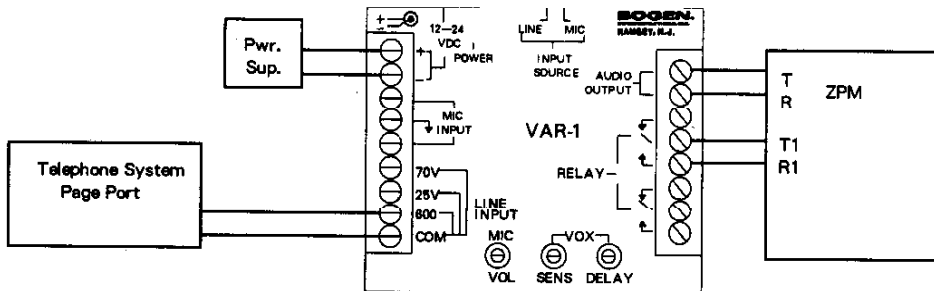 Pwr.
Sup.
Telephone System
Page Port
+
−
12—24
VDC
POWER
+
−
MIC
INPUT
70V
25V
600
COM
LINE
INPUT
LINE MIC
INPUT
SOURCE
BOGEN.
RAMSEY, N.J.
AUDIO
OUTPUT
VAR-1
RELAY
MIC
VOL
VOX
SENS
DELAY
T
R
T1
R1
ZPM